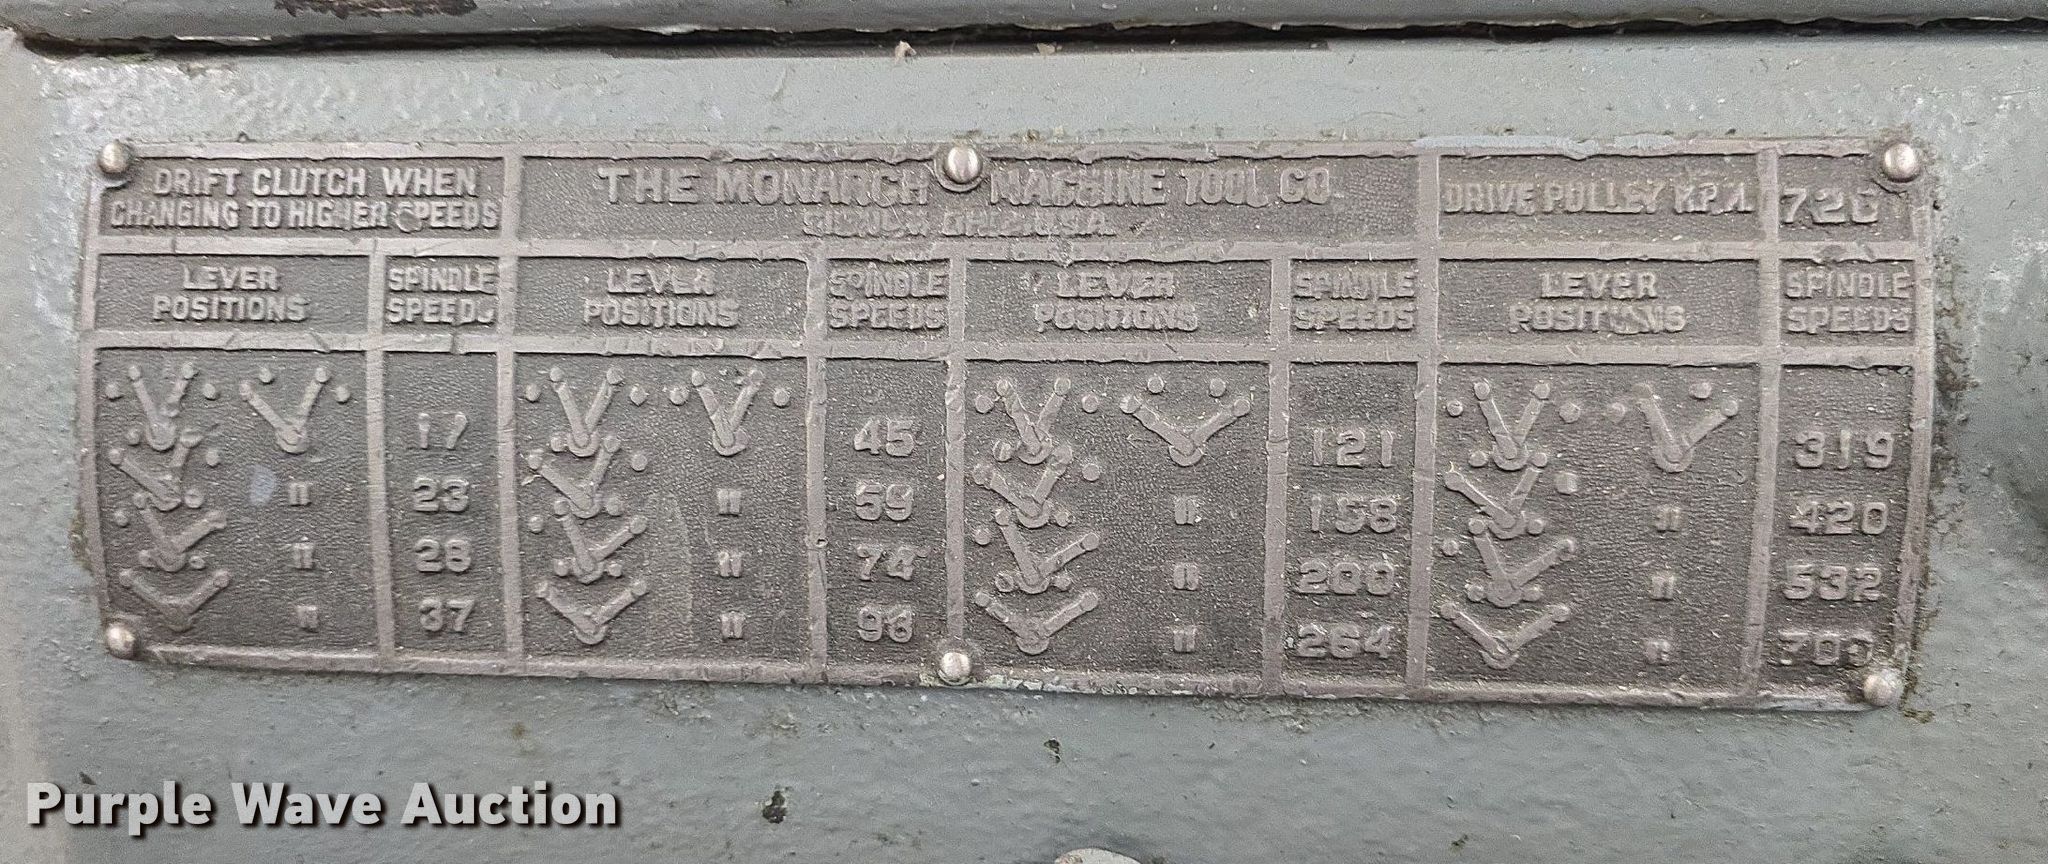 DRIFT CLUTCH WHEN
CHANGING TO HIGHER SPEEDS
THE MONARCH MACHINE TOOL CO.
SIDNEY, OHIO, U.S.A.
DRIVE PULLEY R.P.M. 720
LEVER
POSITIONS
SPINDLE
SPEEDS
LEVER
POSITIONS
SPINDLE
SPEEDS
LEVER
POSITIONS
SPINDLE
SPEEDS
LEVER
POSITIONS
SPINDLE
SPEEDS
17 45 121 319
" 23 " 59 " 158 " 420
" 28 " 74 " 200 " 532
" 37 " 98 " 264 "
Purple Wave Auction